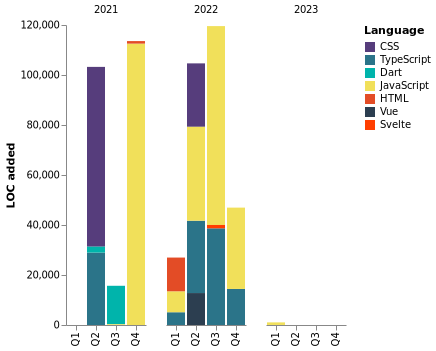 2021 2022 2023
120,000
100,000
80,000
60,000
40,000
20,000
0
LOC added
Q1 Q2 Q3 Q4 Q1 Q2 Q3 Q4 Q1 Q2 Q3 Q4
Language
CSS
TypeScript
Dart
JavaScript
HTML
Vue
Svelte